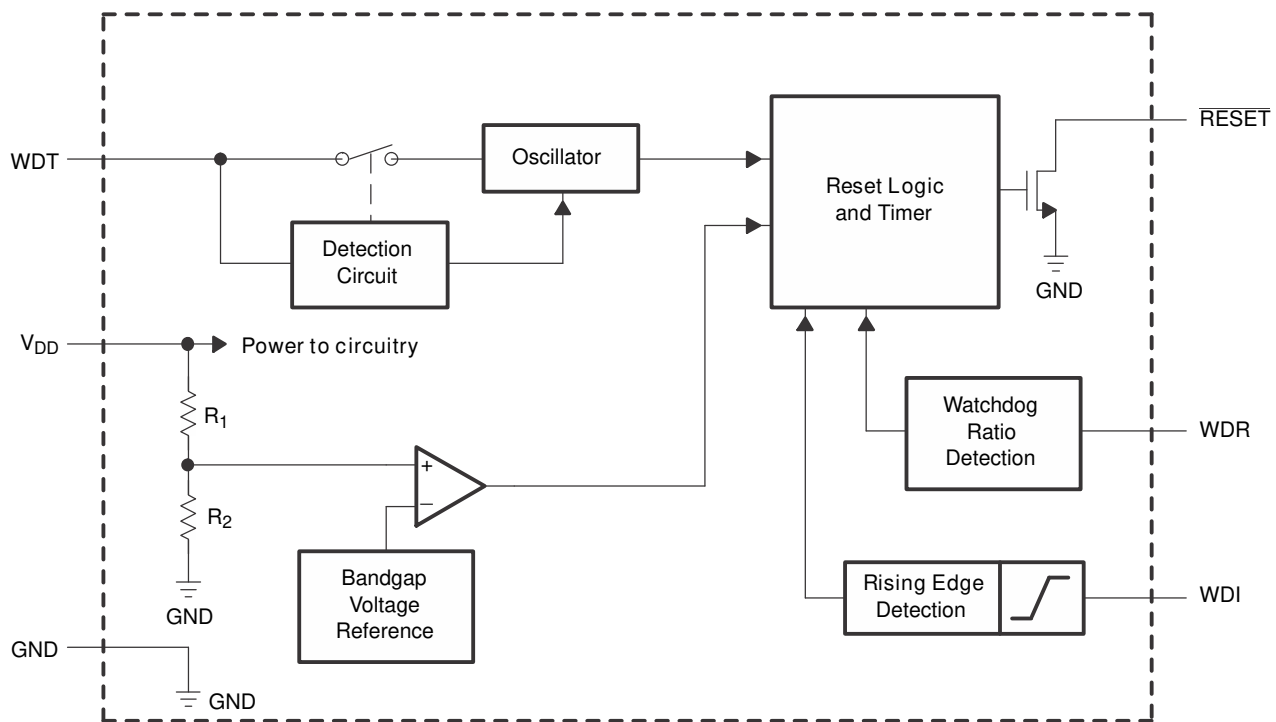 RESET
WDT
Oscillator
Reset Logic
and Timer
Detection
Circuit
GND
VDD
Power to circuitry
R1
Watchdog
Ratio
Detection
WDR
+
R2
−
Bandgap
Voltage
Reference
Rising Edge
Detection
WDI
GND
GND
GND